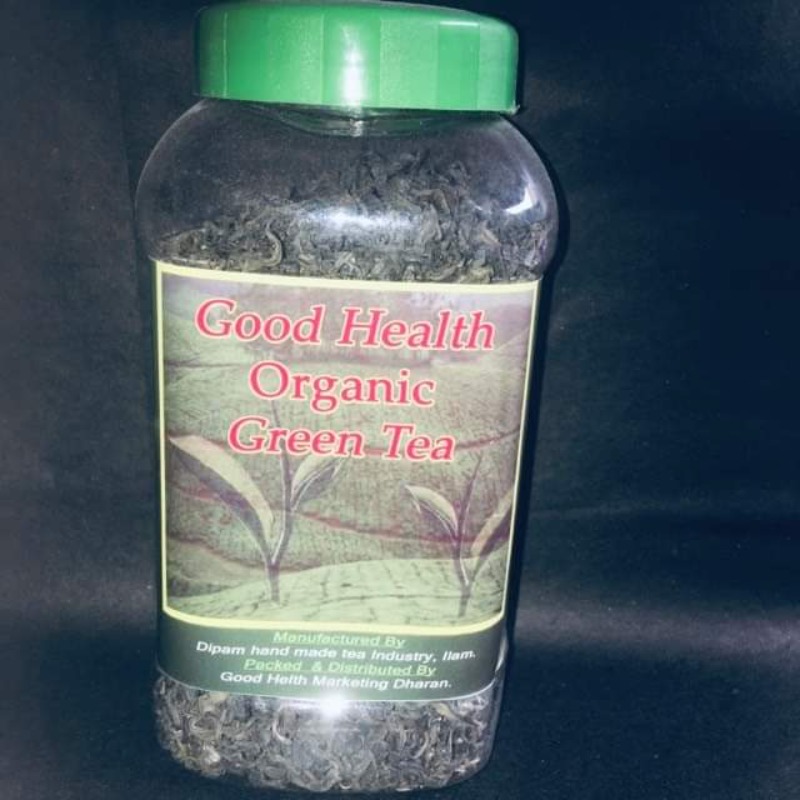 Good Health
Organic
Green Tea
Manufactured By
Dipam hand made tea Industry, Ilam.
Packed & Distributed By
Good Helth Marketing Dharan.